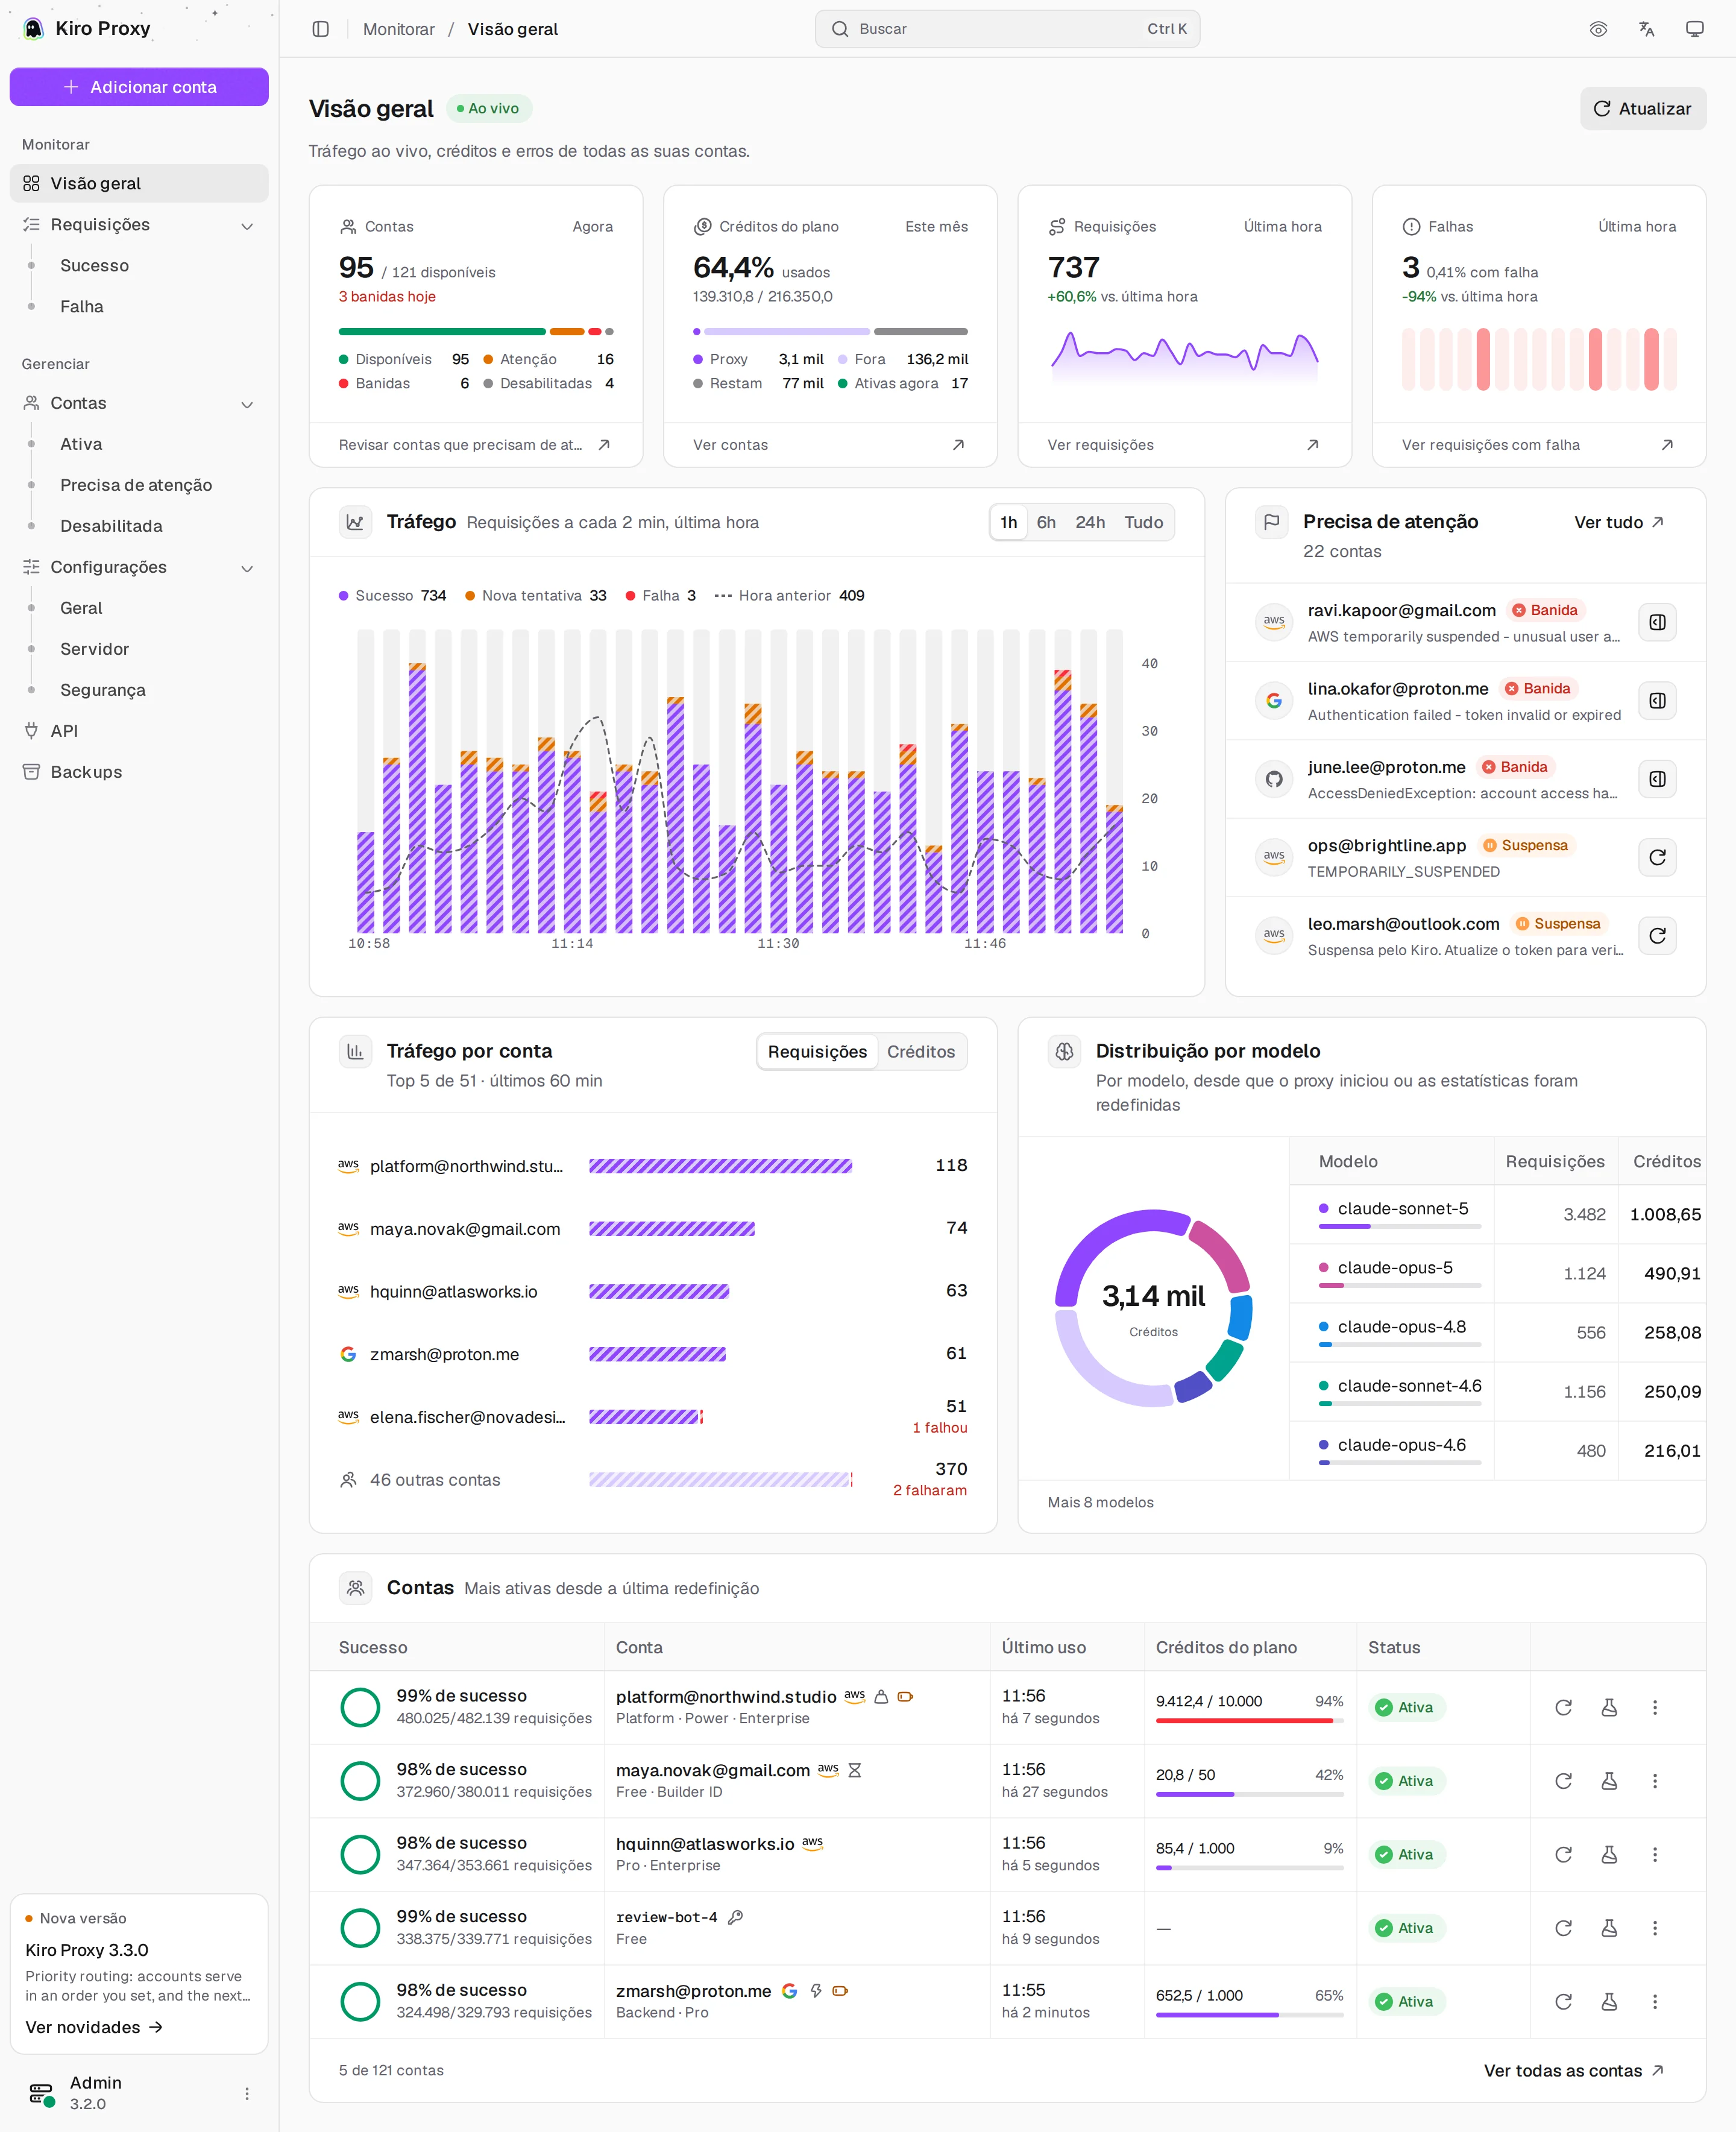 Kiro Proxy
Adicionar conta
Monitorar
Visão geral
Requisições
Sucesso
Falha
Gerenciar
Contas
Ativa
Precisa de atenção
Desabilitada
Configurações
Geral
Servidor
Segurança
API
Backups
Nova versão
Kiro Proxy 3.3.0
Priority routing: accounts serve
in an order you set, and the next...
Ver novidades
Admin
3.2.0
Monitorar / Visão geral
Buscar Ctrl K
Visão geral Ao vivo
Atualizar
Tráfego ao vivo, créditos e erros de todas as suas contas.
Contas Agora
95 / 121 disponíveis
3 banidas hoje
Disponíveis 95 Atenção 16
Banidas 6 Desabilitadas 4
Revisar contas que precisam de at...
Créditos do plano Este mês
64,4% usados
139.310,8 / 216.350,0
Proxy 3,1 mil Fora 136,2 mil
Restam 77 mil Ativas agora 17
Ver contas
Requisições Última hora
737
+60,6% vs. última hora
Ver requisições
Falhas Última hora
3 0,41% com falha
-94% vs. última hora
Ver requisições com falha
Tráfego Requisições a cada 2 min, última hora
1h 6h 24h Tudo
Sucesso 734 Nova tentativa 33 Falha 3 Hora anterior 409
40
30
20
10
0
10:58 11:14 11:30 11:46
Precisa de atenção Ver tudo
22 contas
aws ravi.kapoor@gmail.com Banida
AWS temporarily suspended - unusual user a...
lina.okafor@proton.me Banida
Authentication failed - token invalid or expired
june.lee@proton.me Banida
AccessDeniedException: account access ha...
aws ops@brightline.app Suspensa
TEMPORARILY_SUSPENDED
aws leo.marsh@outlook.com Suspensa
Suspensa pelo Kiro. Atualize o token para veri...
Tráfego por conta
Requisições Créditos
Top 5 de 51 · últimos 60 min
aws platform@northwind.stu... 118
aws maya.novak@gmail.com 74
aws hquinn@atlasworks.io 63
zmarsh@proton.me 61
aws elena.fischer@novadesi... 51
1 falhou
46 outras contas 370
2 falharam
Distribuição por modelo
Por modelo, desde que o proxy iniciou ou as estatísticas foram
redefinidas
3,14 mil
Créditos
Modelo Requisições Créditos
claude-sonnet-5 3.482 1.008,65
claude-opus-5 1.124 490,91
claude-opus-4.8 556 258,08
claude-sonnet-4.6 1.156 250,09
claude-opus-4.6 480 216,01
Mais 8 modelos
Contas Mais ativas desde a última redefinição
Sucesso Conta Último uso Créditos do plano Status
99% de sucesso platform@northwind.studio aws 11:56 9.412,4 / 10.000 94% Ativa
480.025/482.139 requisições Platform · Power · Enterprise há 7 segundos
98% de sucesso maya.novak@gmail.com aws 11:56 20,8 / 50 42% Ativa
372.960/380.011 requisições Free · Builder ID há 27 segundos
98% de sucesso hquinn@atlasworks.io aws 11:56 85,4 / 1.000 9% Ativa
347.364/353.661 requisições Pro · Enterprise há 5 segundos
99% de sucesso review-bot-4 11:56 — Ativa
338.375/339.771 requisições Free há 9 segundos
98% de sucesso zmarsh@proton.me 11:55 652,5 / 1.000 65% Ativa
324.498/329.793 requisições Backend · Pro há 2 minutos
5 de 121 contas Ver todas as contas